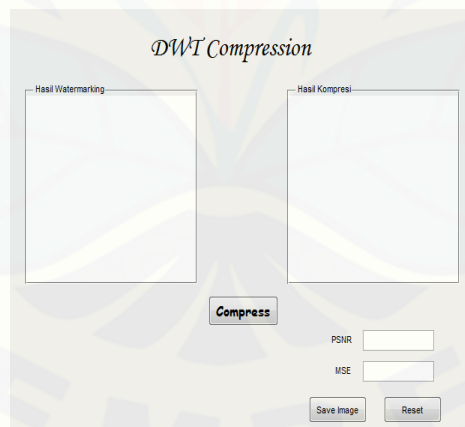 DWT Compression
Hasil Watermarking
Hasil Kompresi
Compress
PSNR
MSE
Save Image
Reset